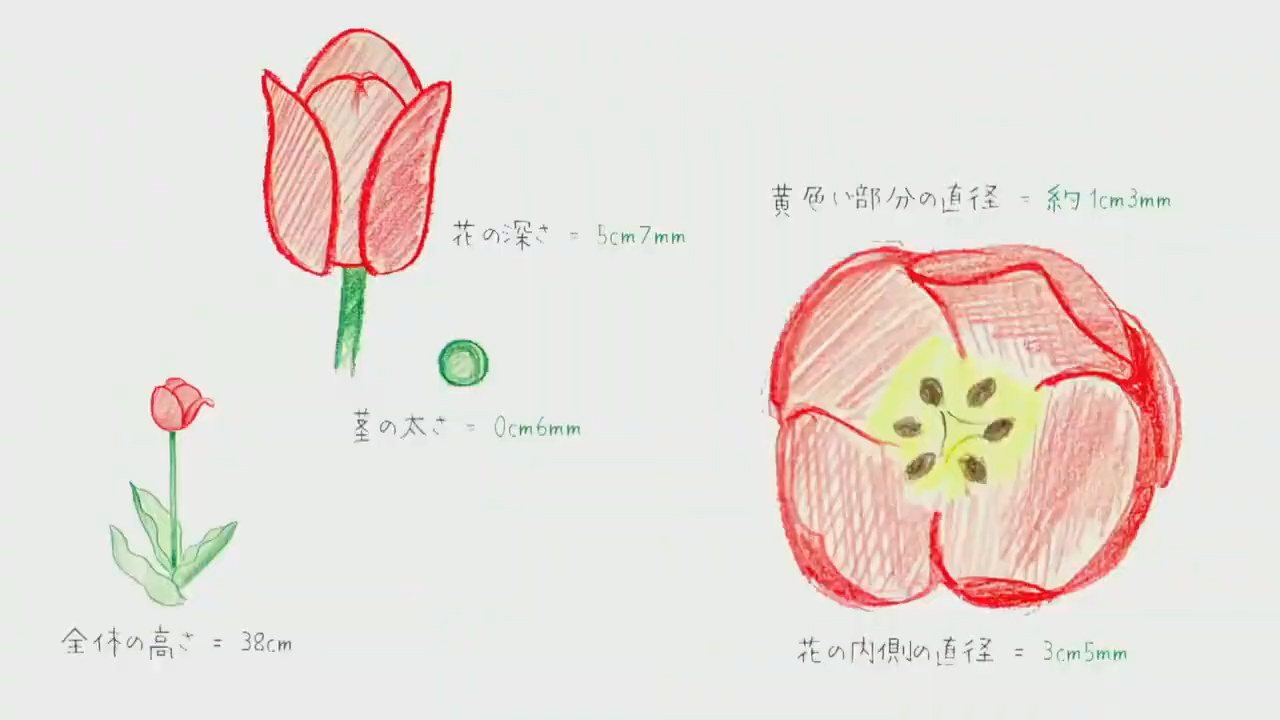 花の深さ = 5cm7mm
茎の太さ = 0cm6mm
全体の高さ = 38cm
黄色い部分の直径 = 約1cm3mm
花の内側の直径 = 3cm5mm